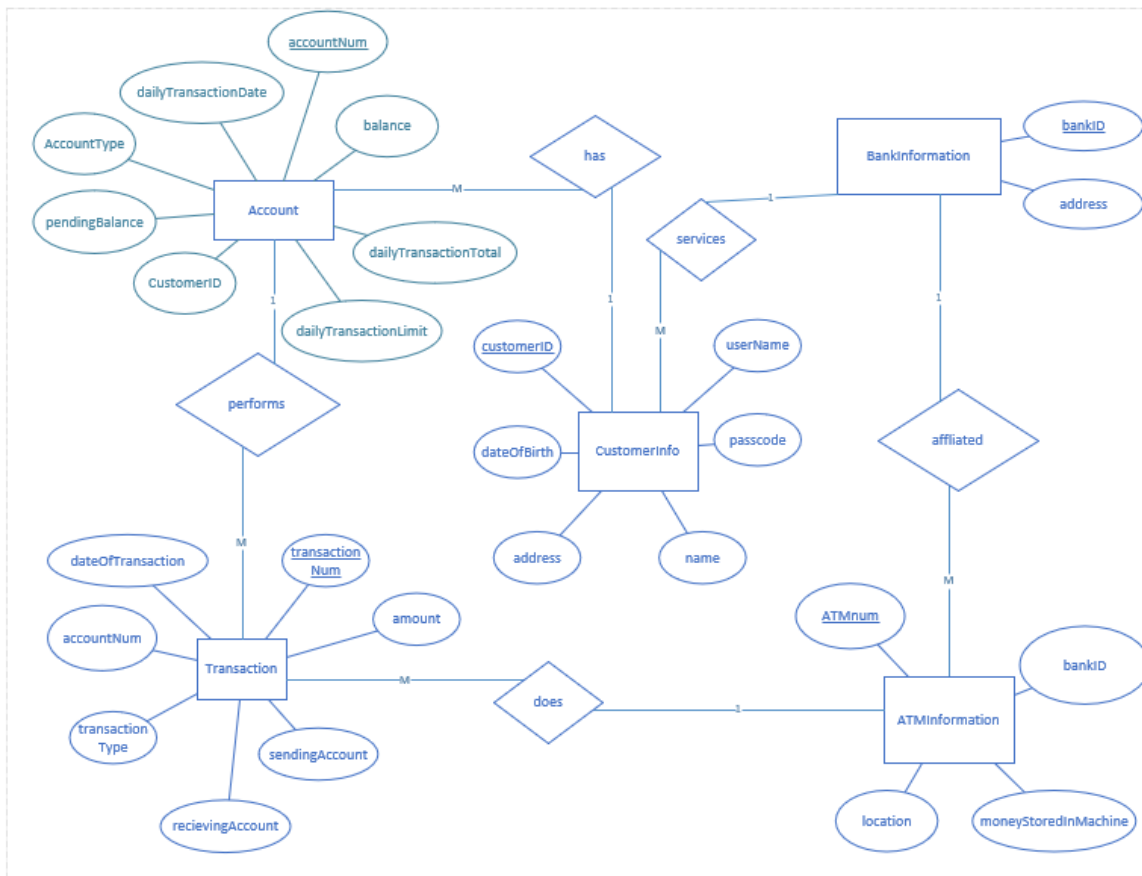 accountNum
dailyTransactionDate
AccountType
balance
has
bankID
BankInformation
M
1
pendingBalance
Account
address
services
dailyTransactionTotal
CustomerID
1
dailyTransactionLimit
1
M
1
customerID
userName
performs
dateOfBirth
CustomerInfo
passcode
affliated
M
address
name
dateOfTransaction
transaction
Num
M
accountNum
amount
ATMnum
Transaction
M
bankID
does
1
ATMInformation
transaction
Type
sendingAccount
recievingAccount
location
moneyStoredInMachine